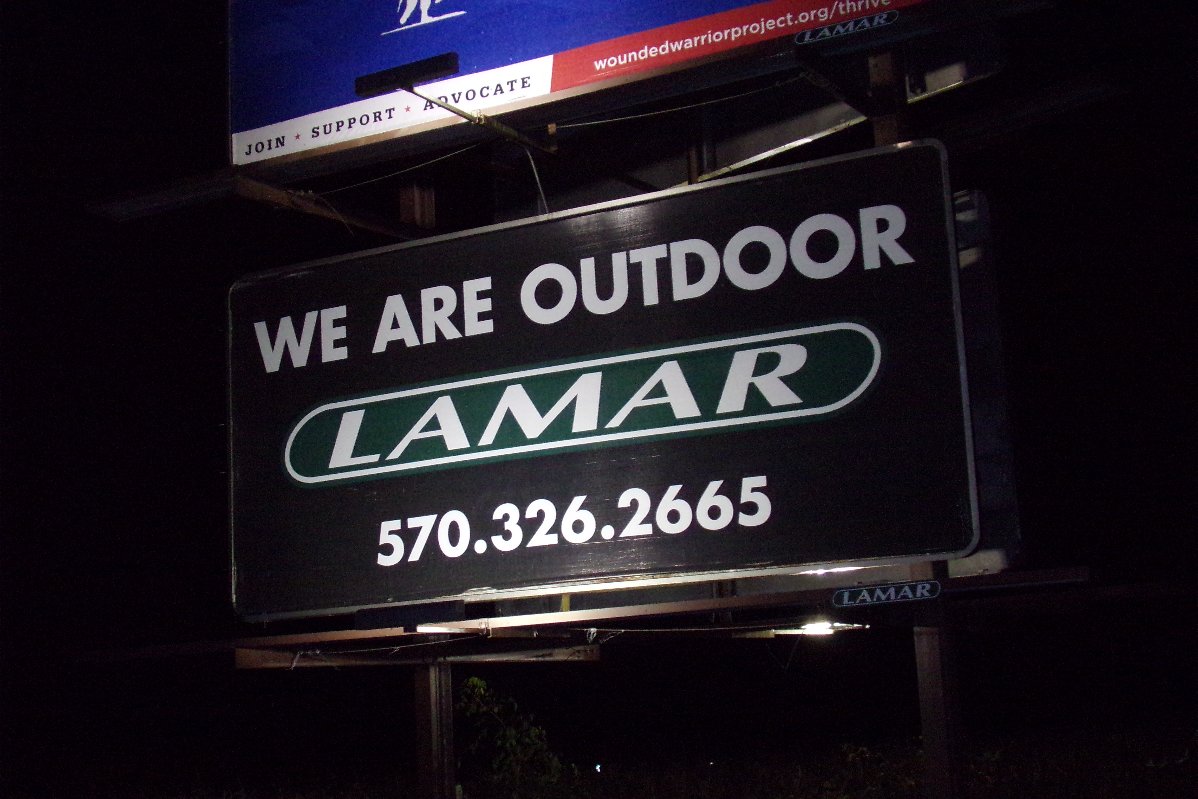 woundedwarriorproject.org/thrive
JOIN ★ SUPPORT ★ ADVOCATE
LAMAR
WE ARE OUTDOOR
LAMAR
570.326.2665
LAMAR